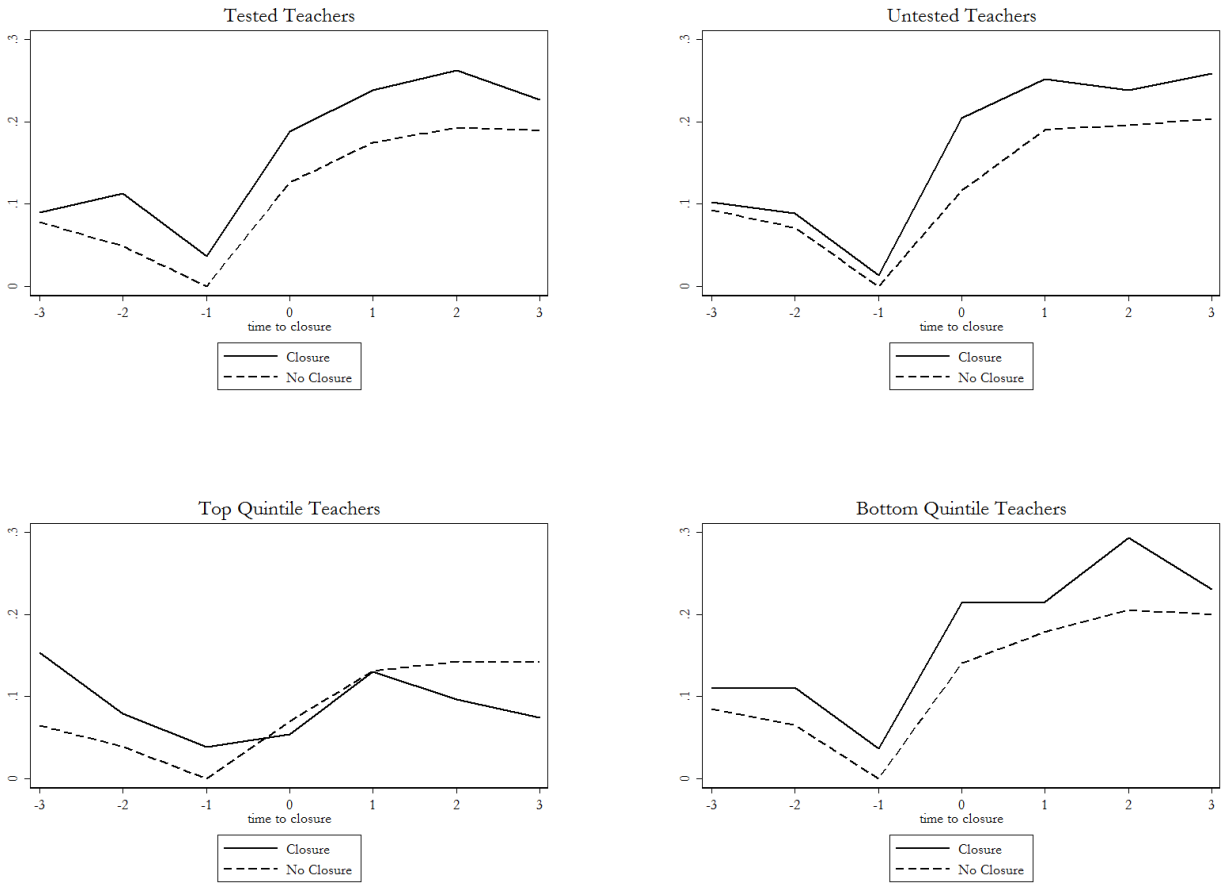 Tested Teachers
.3
.2
.1
0
-3 -2 -1 0 1 2 3
time to closure
Closure
No Closure
Untested Teachers
.3
.2
.1
0
-3 -2 -1 0 1 2 3
time to closure
Closure
No Closure
Top Quintile Teachers
.3
.2
.1
0
-3 -2 -1 0 1 2 3
time to closure
Closure
No Closure
Bottom Quintile Teachers
.3
.2
.1
0
-3 -2 -1 0 1 2 3
time to closure
Closure
No Closure